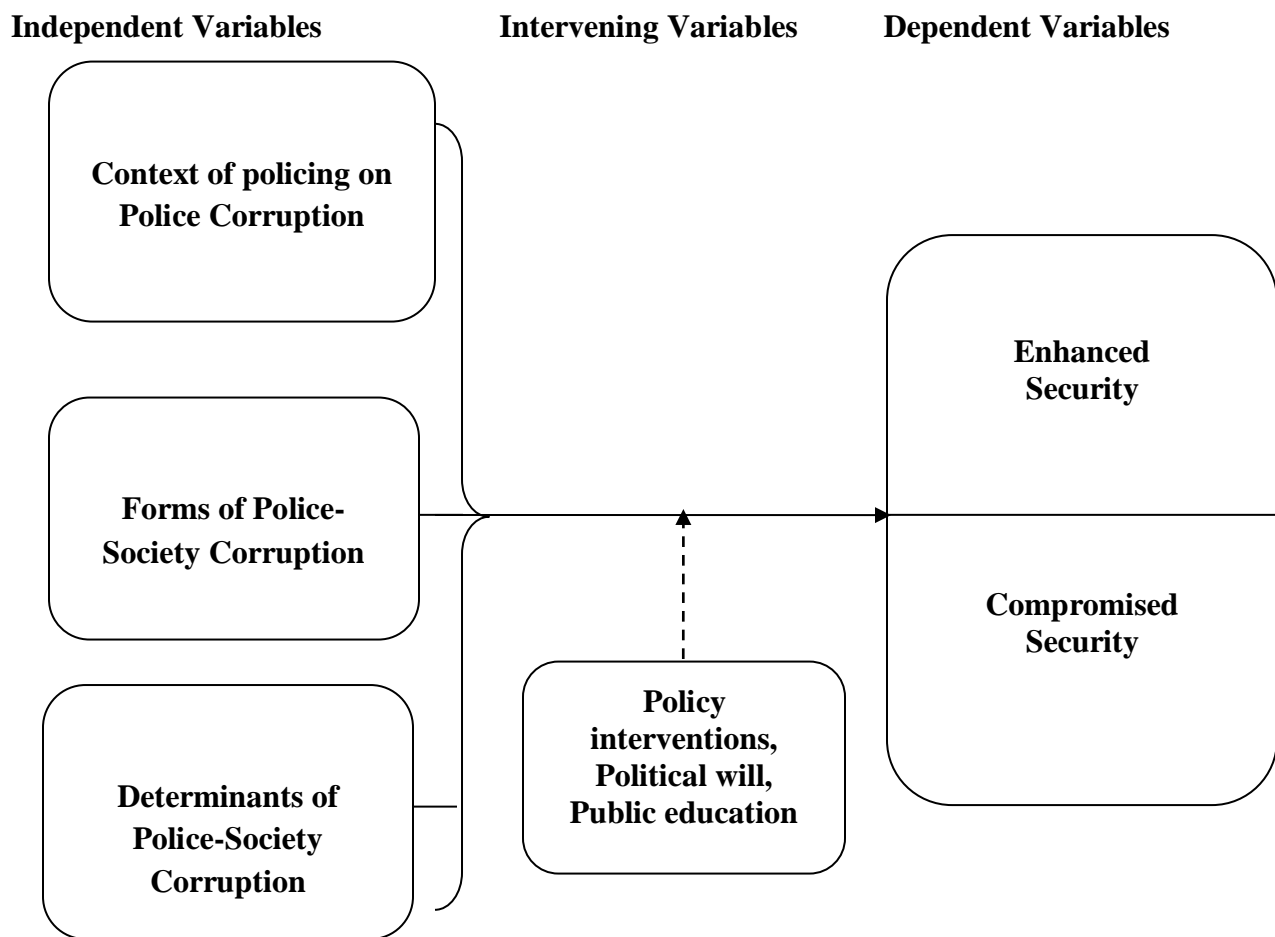 Independent Variables
Intervening Variables
Dependent Variables
Context of policing on
Police Corruption
Forms of Police-
Society Corruption
Determinants of
Police-Society
Corruption
Policy
interventions,
Political will,
Public education
Enhanced
Security
Compromised
Security